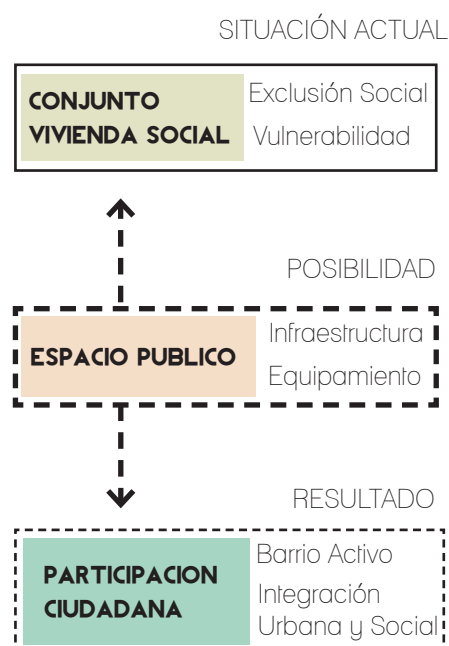 SITUACIÓN ACTUAL
CONJUNTO
VIVIENDA SOCIAL
Exclusión Social
Vulnerabilidad
POSIBILIDAD
ESPACIO PUBLICO
Infraestructura
Equipamiento
RESULTADO
PARTICIPACION
CIUDADANA
Barrio Activo
Integración
Urbana y Social